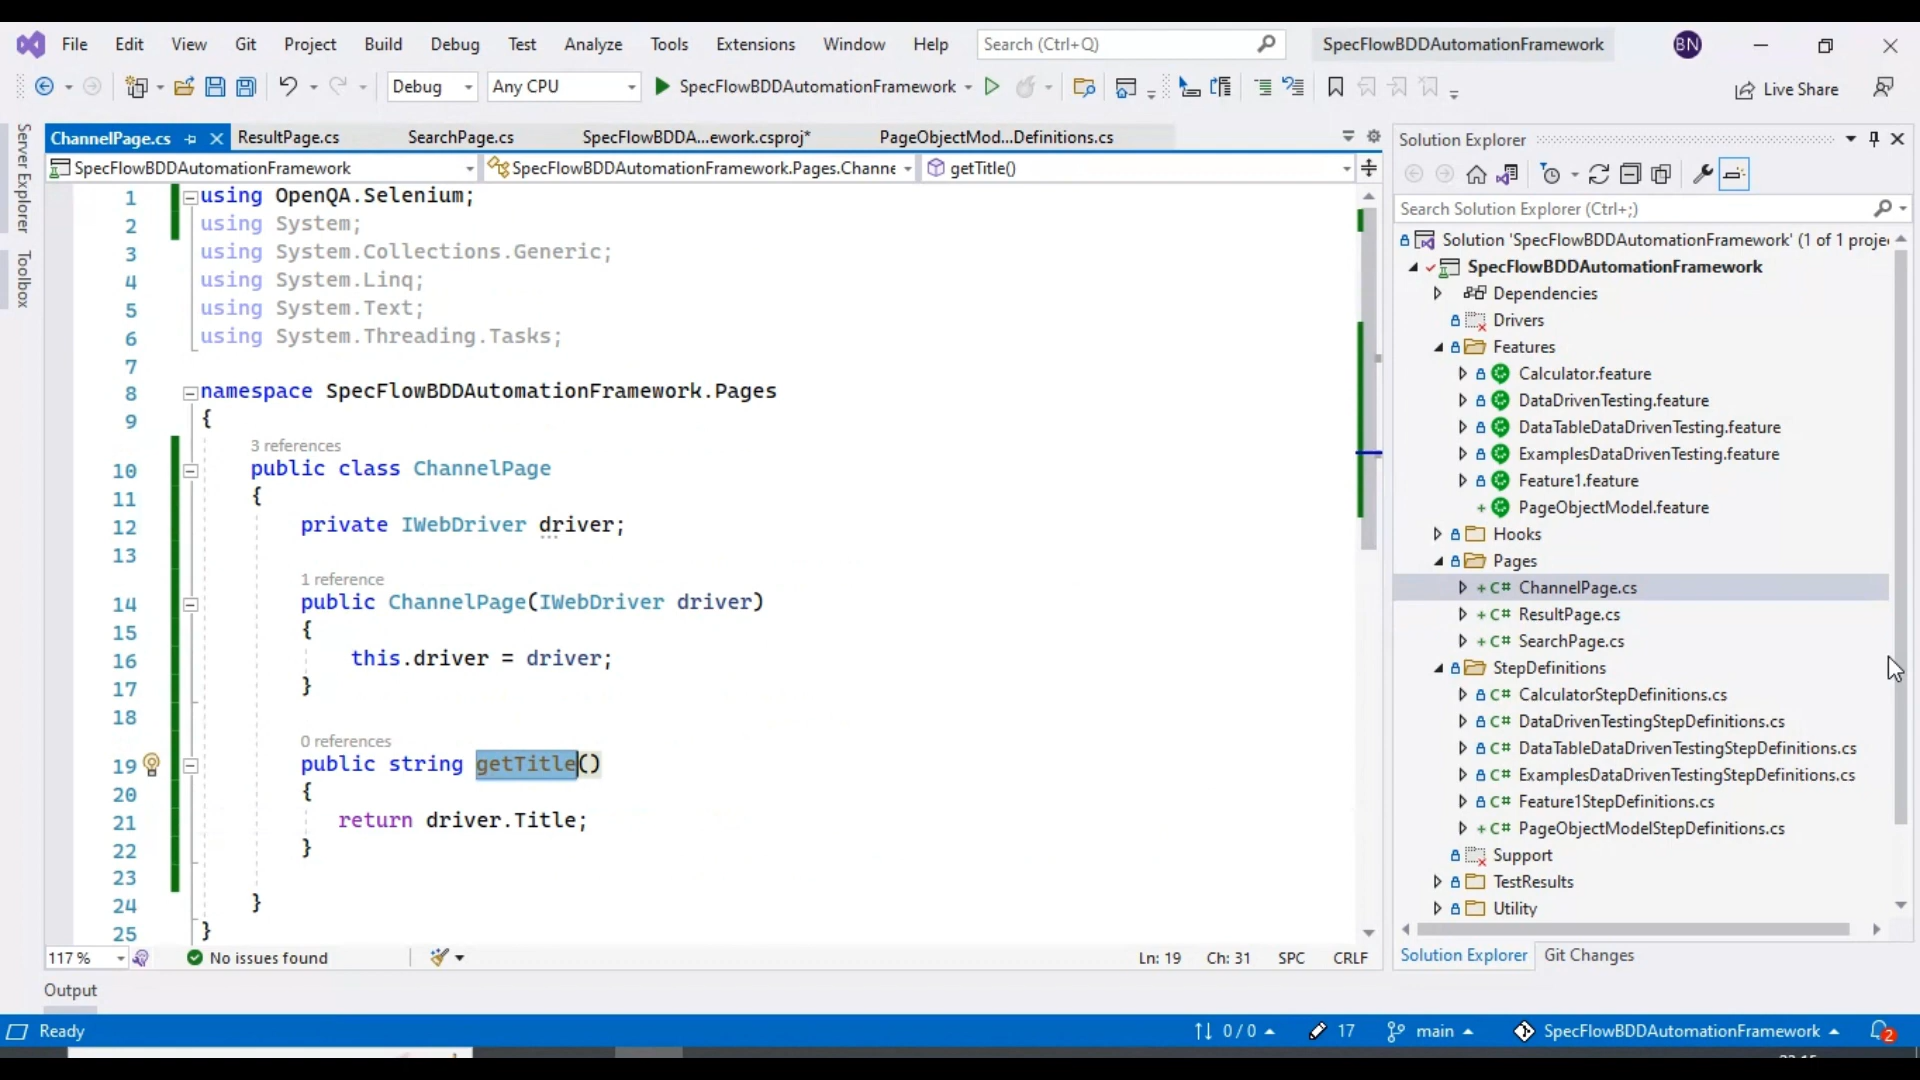 File Edit View Git Project Build Debug Test Analyze Tools Extensions Window Help Search (Ctrl+Q) SpecFlowBDDAutomationFramework BN
Debug Any CPU SpecFlowBDDAutomationFramework Live Share
Server Explorer
Toolbox
ChannelPage.cs ResultPage.cs SearchPage.cs SpecFlowBDDA...ework.csproj* PageObjectMod...Definitions.cs
SpecFlowBDDAutomationFramework SpecFlowBDDAutomationFramework.Pages.Channe getTitle()
1 using OpenQA.Selenium;
2 using System;
3 using System.Collections.Generic;
4 using System.Linq;
5 using System.Text;
6 using System.Threading.Tasks;
7
8 namespace SpecFlowBDDAutomationFramework.Pages
9 {
3 references
10 public class ChannelPage
11 {
12 private IWebDriver driver;
13
1 reference
14 public ChannelPage(IWebDriver driver)
15 {
16 this.driver = driver;
17 }
18
0 references
19 public string getTitle()
20 {
21 return driver.Title;
22 }
23
24 }
25 }
117 % No issues found Ln: 19 Ch: 31 SPC CRLF
Output
Solution Explorer
Search Solution Explorer (Ctrl+;)
Solution 'SpecFlowBDDAutomationFramework' (1 of 1 proje
SpecFlowBDDAutomationFramework
Dependencies
Drivers
Features
Calculator.feature
DataDrivenTesting.feature
DataTableDataDrivenTesting.feature
ExamplesDataDrivenTesting.feature
Feature1.feature
PageObjectModel.feature
Hooks
Pages
C# ChannelPage.cs
C# ResultPage.cs
C# SearchPage.cs
StepDefinitions
C# CalculatorStepDefinitions.cs
C# DataDrivenTestingStepDefinitions.cs
C# DataTableDataDrivenTestingStepDefinitions.cs
C# ExamplesDataDrivenTestingStepDefinitions.cs
C# Feature1StepDefinitions.cs
C# PageObjectModelStepDefinitions.cs
Support
TestResults
Utility
Solution Explorer Git Changes
Ready 0 / 0 17 main SpecFlowBDDAutomationFramework 2